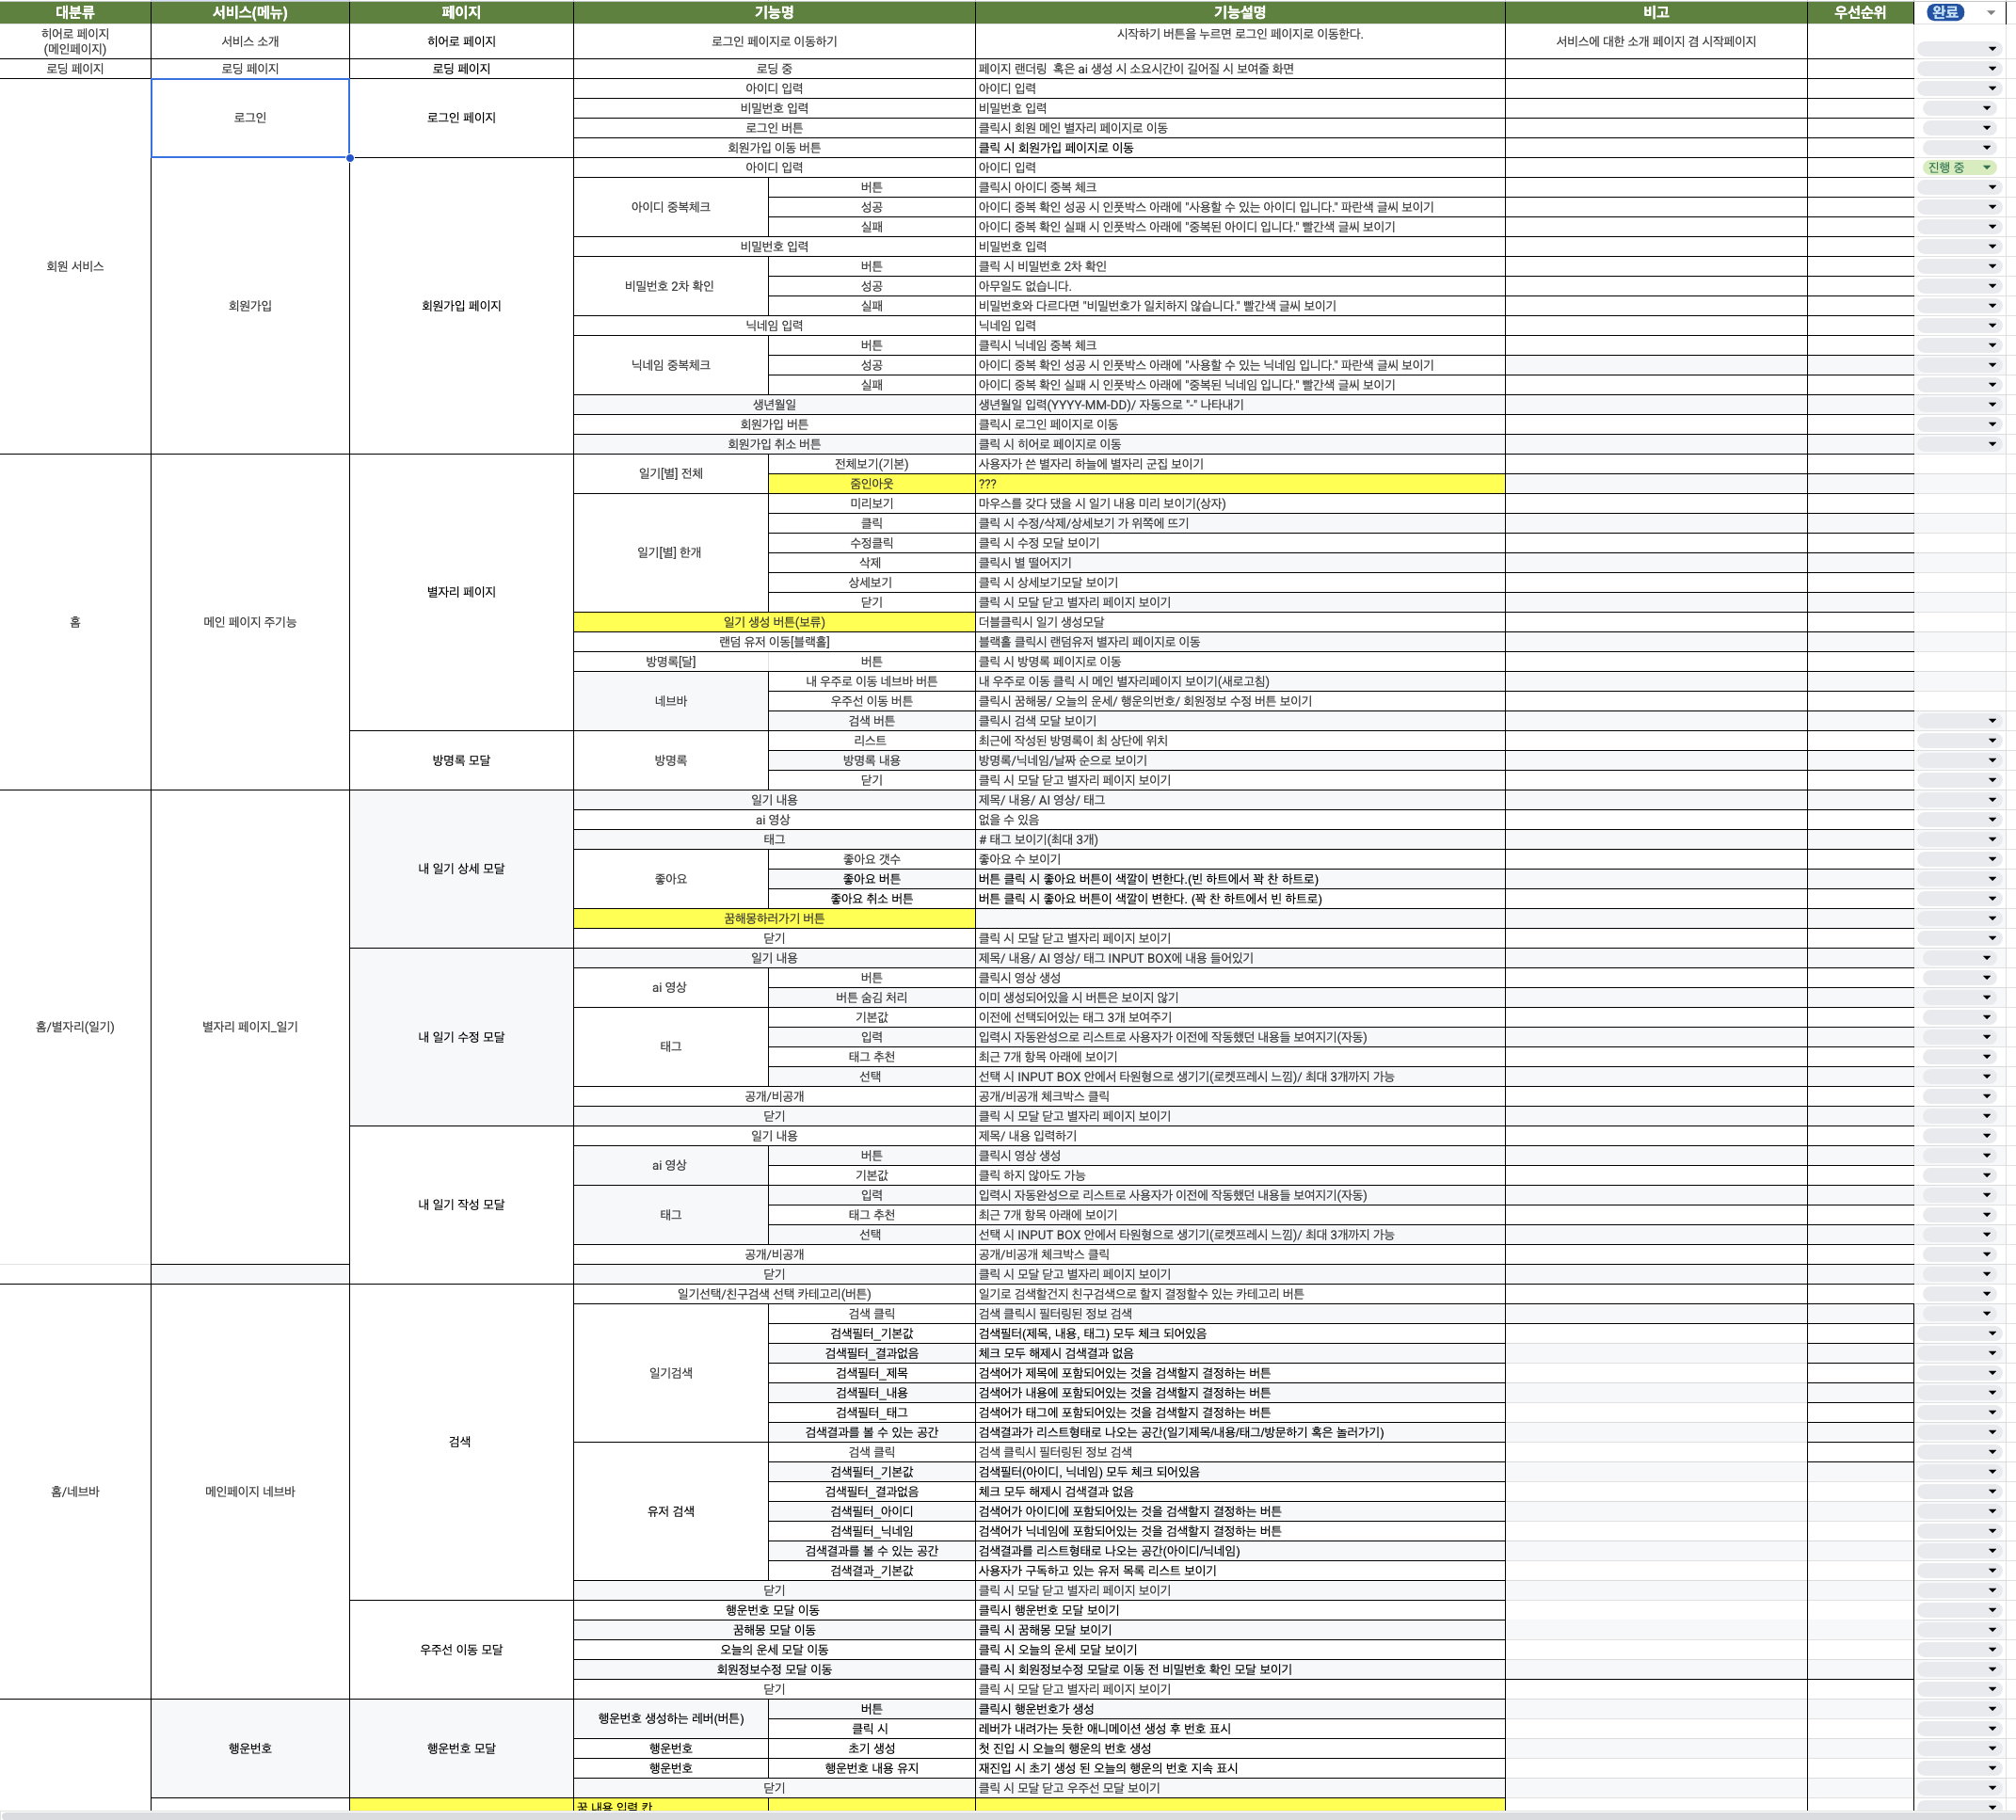 대분류 서비스(메뉴) 페이지 기능명 기능설명 비고 우선순위 완료
히어로 페이지
(메인페이지) 서비스 소개 히어로 페이지 로그인 페이지로 이동하기 시작하기 버튼을 누르면 로그인 페이지로 이동한다. 서비스에 대한 소개 페이지 겸 시작페이지
로딩 페이지 로딩 페이지 로딩 페이지 로딩 중 페이지 랜더링 혹은 ai 생성 시 소요시간이 길어질 시 보여줄 화면
회원 서비스 로그인 로그인 페이지 아이디 입력 아이디 입력
비밀번호 입력 비밀번호 입력
로그인 버튼 클릭시 회원 메인 별자리 페이지로 이동
회원가입 이동 버튼 클릭 시 회원가입 페이지로 이동
회원가입 회원가입 페이지 아이디 입력 아이디 입력 진행 중
아이디 중복체크 버튼 클릭시 아이디 중복 체크
성공 아이디 중복 확인 성공 시 인풋박스 아래에 "사용할 수 있는 아이디 입니다." 파란색 글씨 보이기
실패 아이디 중복 확인 실패 시 인풋박스 아래에 "중복된 아이디 입니다." 빨간색 글씨 보이기
비밀번호 입력 비밀번호 입력
비밀번호 2차 확인 버튼 클릭 시 비밀번호 2차 확인
성공 아무일도 없습니다.
실패 비밀번호와 다르다면 "비밀번호가 일치하지 않습니다." 빨간색 글씨 보이기
닉네임 입력 닉네임 입력
닉네임 중복체크 버튼 클릭시 닉네임 중복 체크
성공 아이디 중복 확인 성공 시 인풋박스 아래에 "사용할 수 있는 닉네임 입니다." 파란색 글씨 보이기
실패 아이디 중복 확인 실패 시 인풋박스 아래에 "중복된 닉네임 입니다." 빨간색 글씨 보이기
생년월일 생년월일 입력(YYYY-MM-DD)/ 자동으로 "-" 나타내기
회원가입 버튼 클릭시 로그인 페이지로 이동
회원가입 취소 버튼 클릭 시 히어로 페이지로 이동
홈 메인 페이지 주기능 별자리 페이지 일기[별] 전체 전체보기(기본) 사용자가 쓴 별자리 하늘에 별자리 군집 보이기
줌인아웃 ???
일기[별] 한개 미리보기 마우스를 갖다 댔을 시 일기 내용 미리 보이기(상자)
클릭 클릭 시 수정/삭제/상세보기 가 위쪽에 뜨기
수정클릭 클릭 시 수정 모달 보이기
삭제 클릭시 별 떨어지기
상세보기 클릭 시 상세보기모달 보이기
닫기 클릭 시 모달 닫고 별자리 페이지 보이기
일기 생성 버튼(보류) 더블클릭시 일기 생성모달
랜덤 유저 이동[블랙홀] 블랙홀 클릭시 랜덤유저 별자리 페이지로 이동
방명록[달] 버튼 클릭 시 방명록 페이지로 이동
네브바 내 우주로 이동 네브바 버튼 내 우주로 이동 클릭 시 메인 별자리페이지 보이기(새로고침)
우주선 이동 버튼 클릭시 꿈해몽/ 오늘의 운세/ 행운의번호/ 회원정보 수정 버튼 보이기
검색 버튼 클릭시 검색 모달 보이기
방명록 모달 방명록 리스트 최근에 작성된 방명록이 최 상단에 위치
방명록 내용 방명록/닉네임/날짜 순으로 보이기
닫기 클릭 시 모달 닫고 별자리 페이지 보이기
홈/별자리(일기) 별자리 페이지_일기 내 일기 상세 모달 일기 내용 제목/ 내용/ AI 영상/ 태그
ai 영상 없을 수 있음
태그 # 태그 보이기(최대 3개)
좋아요 좋아요 갯수 좋아요 수 보이기
좋아요 버튼 버튼 클릭 시 좋아요 버튼이 색깔이 변한다.(빈 하트에서 꽉 찬 하트로)
좋아요 취소 버튼 버튼 클릭 시 좋아요 버튼이 색깔이 변한다. (꽉 찬 하트에서 빈 하트로)
꿈해몽하러가기 버튼
닫기 클릭 시 모달 닫고 별자리 페이지 보이기
내 일기 수정 모달 일기 내용 제목/ 내용/ AI 영상/ 태그 INPUT BOX에 내용 들어있기
ai 영상 버튼 클릭시 영상 생성
버튼 숨김 처리 이미 생성되어있을 시 버튼은 보이지 않기
태그 기본값 이전에 선택되어있는 태그 3개 보여주기
입력 입력시 자동완성으로 리스트로 사용자가 이전에 작동했던 내용들 보여지기(자동)
태그 추천 최근 7개 항목 아래에 보이기
선택 선택 시 INPUT BOX 안에서 타원형으로 생기기(로켓프레시 느낌)/ 최대 3개까지 가능
공개/비공개 공개/비공개 체크박스 클릭
닫기 클릭 시 모달 닫고 별자리 페이지 보이기
내 일기 작성 모달 일기 내용 제목/ 내용 입력하기
ai 영상 버튼 클릭시 영상 생성
기본값 클릭 하지 않아도 가능
태그 입력 입력시 자동완성으로 리스트로 사용자가 이전에 작동했던 내용들 보여지기(자동)
태그 추천 최근 7개 항목 아래에 보이기
선택 선택 시 INPUT BOX 안에서 타원형으로 생기기(로켓프레시 느낌)/ 최대 3개까지 가능
공개/비공개 공개/비공개 체크박스 클릭
닫기 클릭 시 모달 닫고 별자리 페이지 보이기
홈/네브바 메인페이지 네브바 검색 일기선택/친구검색 선택 카테고리(버튼) 일기로 검색할건지 친구검색으로 할지 결정할수 있는 카테고리 버튼
일기검색 검색 클릭 검색 클릭시 필터링된 정보 검색
검색필터_기본값 검색필터(제목, 내용, 태그) 모두 체크 되어있음
검색필터_결과없음 체크 모두 해제시 검색결과 없음
검색필터_제목 검색어가 제목에 포함되어있는 것을 검색할지 결정하는 버튼
검색필터_내용 검색어가 내용에 포함되어있는 것을 검색할지 결정하는 버튼
검색필터_태그 검색어가 태그에 포함되어있는 것을 검색할지 결정하는 버튼
검색결과를 볼 수 있는 공간 검색결과가 리스트형태로 나오는 공간(일기제목/내용/태그/방문하기 혹은 놀러가기)
유저 검색 검색 클릭 검색 클릭시 필터링된 정보 검색
검색필터_기본값 검색필터(아이디, 닉네임) 모두 체크 되어있음
검색필터_결과없음 체크 모두 해제시 검색결과 없음
검색필터_아이디 검색어가 아이디에 포함되어있는 것을 검색할지 결정하는 버튼
검색필터_닉네임 검색어가 닉네임에 포함되어있는 것을 검색할지 결정하는 버튼
검색결과를 볼 수 있는 공간 검색결과를 리스트형태로 나오는 공간(아이디/닉네임)
검색결과_기본값 사용자가 구독하고 있는 유저 목록 리스트 보이기
닫기 클릭 시 모달 닫고 별자리 페이지 보이기
우주선 이동 모달 행운번호 모달 이동 클릭시 행운번호 모달 보이기
꿈해몽 모달 이동 클릭 시 꿈해몽 모달 보이기
오늘의 운세 모달 이동 클릭 시 오늘의 운세 모달 보이기
회원정보수정 모달 이동 클릭 시 회원정보수정 모달로 이동 전 비밀번호 확인 모달 보이기
닫기 클릭 시 모달 닫고 별자리 페이지 보이기
행운번호 행운번호 모달 행운번호 생성하는 레버(버튼) 버튼 클릭시 행운번호가 생성
클릭 시 레버가 내려가는 듯한 애니메이션 생성 후 번호 표시
행운번호 초기 생성 첫 진입 시 오늘의 행운의 번호 생성
행운번호 행운번호 내용 유지 재진입 시 초기 생성 된 오늘의 행운의 번호 지속 표시
닫기 클릭 시 모달 닫고 우주선 모달 보이기
꿈 내용 입력 칸